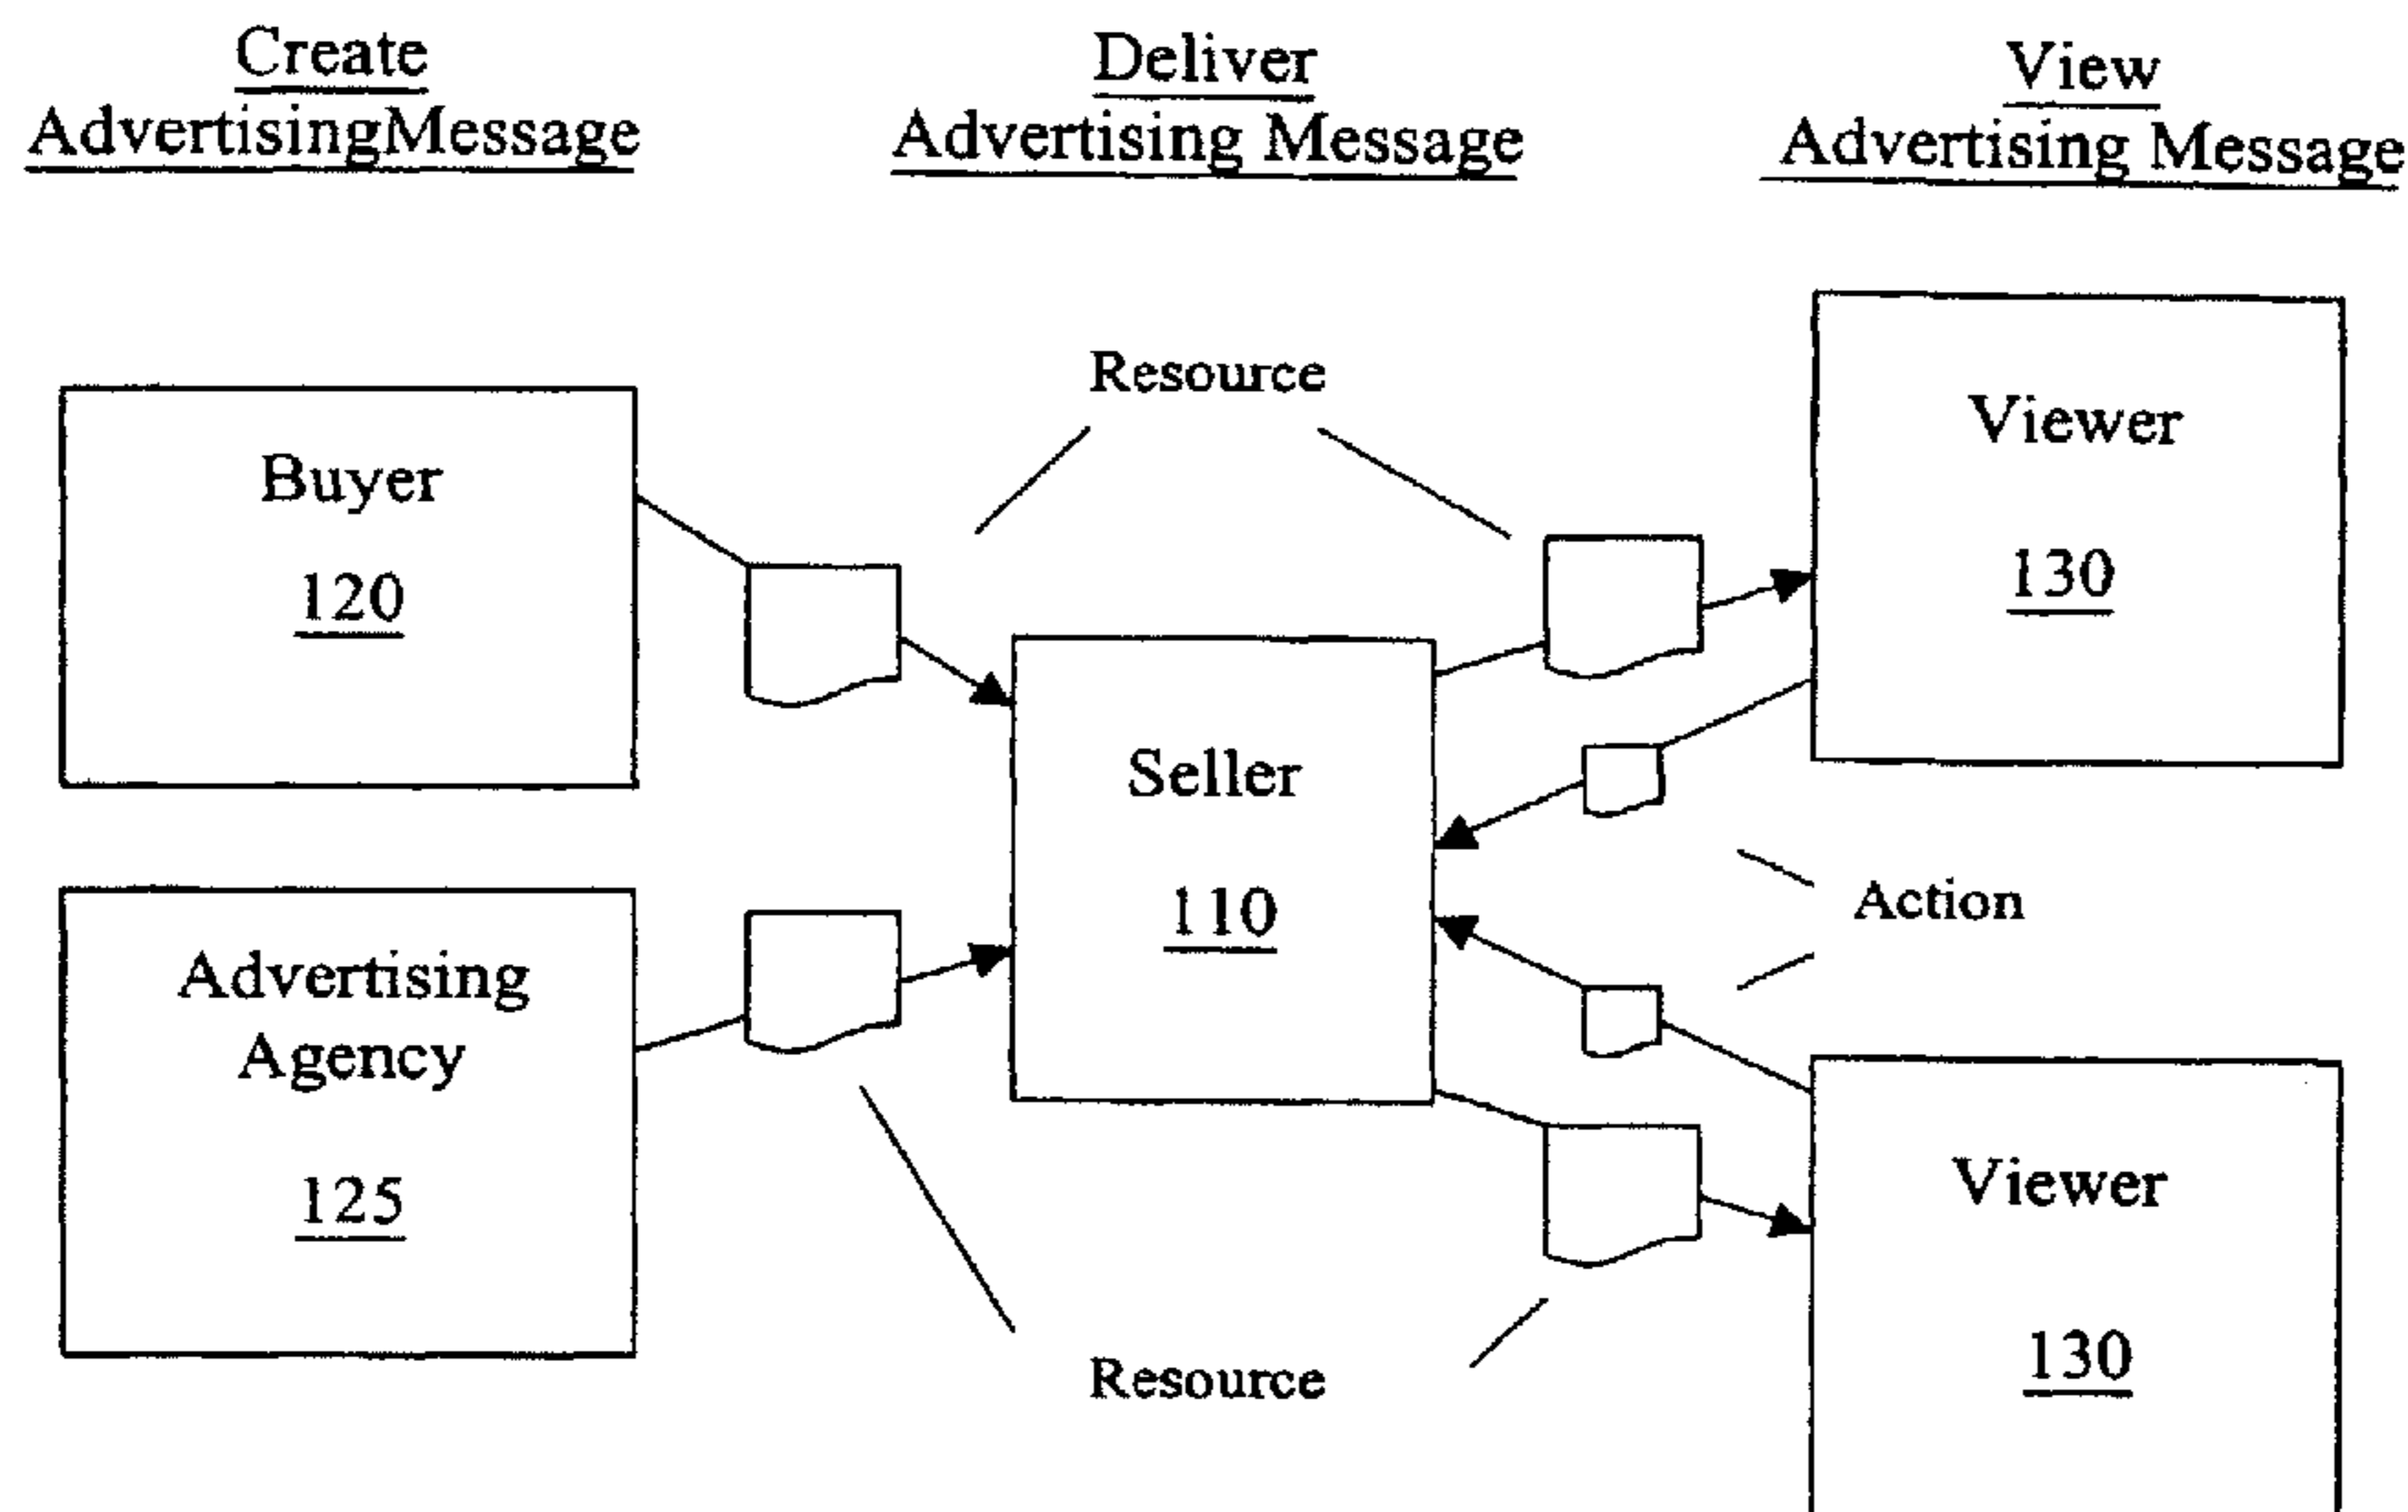 Create
AdvertisingMessage
Deliver
Advertising Message
View
Advertising Message
Resource
Buyer
120
Viewer
130
Seller
110
Action
Advertising
Agency
125
Viewer
130
Resource